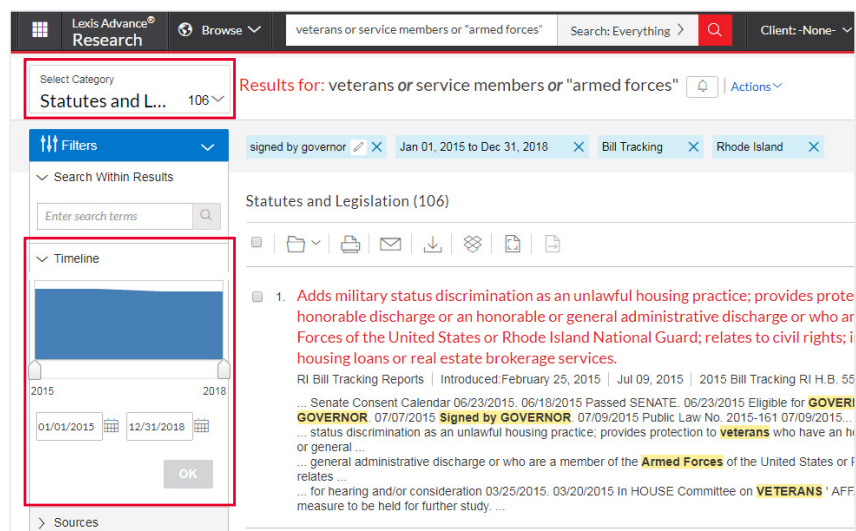 Lexis Advance®
Research
Browse
veterans or service members or "armed forces"
Search: Everything
Client: -None-
Select Category
Statutes and L... 106
Results for: veterans or service members or "armed forces"
Actions
Filters
signed by governor
Jan 01, 2015 to Dec 31, 2018
Bill Tracking
Rhode Island
Search Within Results
Enter search terms
Timeline
2015 2018
01/01/2015 12/31/2018
OK
Sources
Statutes and Legislation (106)
1. Adds military status discrimination as an unlawful housing practice; provides prote
honorable discharge or an honorable or general administrative discharge or who ar
Forces of the United States or Rhode Island National Guard; relates to civil rights; i
housing loans or real estate brokerage services.
RI Bill Tracking Reports | Introduced:February 25, 2015 | Jul 09, 2015 | 2015 Bill Tracking RI H.B. 55
... Senate Consent Calendar 06/23/2015. 06/18/2015 Passed SENATE. 06/23/2015 Eligible for GOVERI
GOVERNOR. 07/07/2015 Signed by GOVERNOR. 07/09/2015 Public Law No. 2015-161 07/09/2015...
... status discrimination as an unlawful housing practice; provides protection to veterans who have an h
or general ...
... general administrative discharge or who are a member of the Armed Forces of the United States or
relates ...
... for hearing and/or consideration 03/25/2015. 03/20/2015 In HOUSE Committee on VETERANS ' AFF
measure to be held for further study. ...